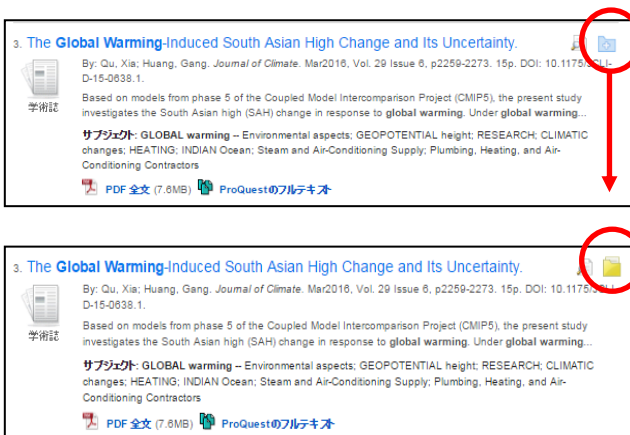 3. The Global Warming-Induced South Asian High Change and Its Uncertainty.
By: Qu, Xia; Huang, Gang. Journal of Climate. Mar2016, Vol. 29 Issue 6, p2259-2273. 15p. DOI: 10.1175/JCLI-
D-15-0638.1.
学術誌
Based on models from phase 5 of the Coupled Model Intercomparison Project (CMIP5), the present study
investigates the South Asian high (SAH) change in response to global warming. Under global warming...
サブジェクト: GLOBAL warming -- Environmental aspects; GEOPOTENTIAL height; RESEARCH; CLIMATIC
changes; HEATING; INDIAN Ocean; Steam and Air-Conditioning Supply; Plumbing, Heating, and Air-
Conditioning Contractors
PDF 全文 (7.6MB) ProQuestのフルテキスト
3. The Global Warming-Induced South Asian High Change and Its Uncertainty.
By: Qu, Xia; Huang, Gang. Journal of Climate. Mar2016, Vol. 29 Issue 6, p2259-2273. 15p. DOI: 10.1175/JCLI-
D-15-0638.1.
学術誌
Based on models from phase 5 of the Coupled Model Intercomparison Project (CMIP5), the present study
investigates the South Asian high (SAH) change in response to global warming. Under global warming...
サブジェクト: GLOBAL warming -- Environmental aspects; GEOPOTENTIAL height; RESEARCH; CLIMATIC
changes; HEATING; INDIAN Ocean; Steam and Air-Conditioning Supply; Plumbing, Heating, and Air-
Conditioning Contractors
PDF 全文 (7.6MB) ProQuestのフルテキスト